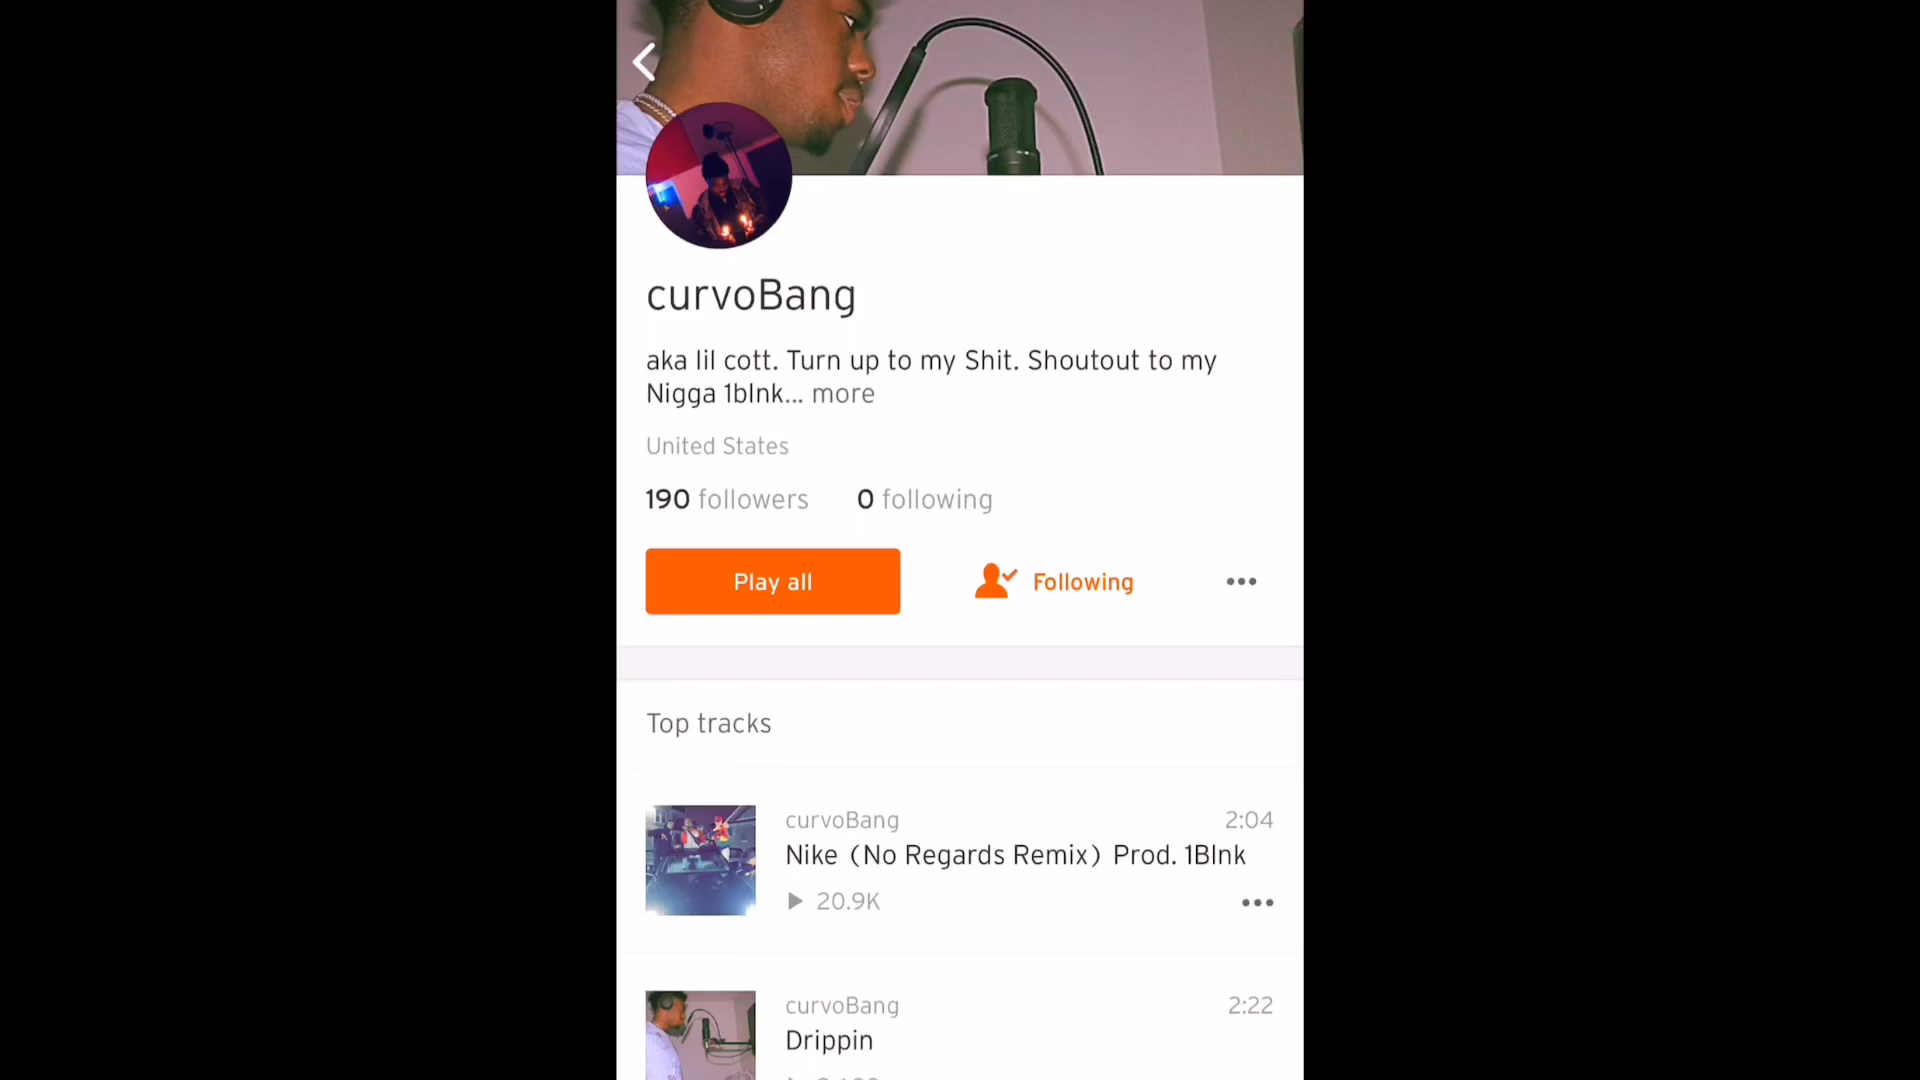 curvoBang
aka lil cott. Turn up to my Shit. Shoutout to my
Nigga 1blnk... more
United States
190 followers 0 following
Play all Following
Top tracks
curvoBang 2:04
Nike (No Regards Remix) Prod. 1Blnk
20.9K
curvoBang 2:22
Drippin